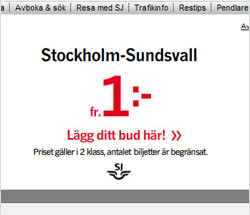 a | Avboka & sök | Resa med SJ | Trafikinfo | Restips | Pendlare
Av
Stockholm-Sundsvall
fr. 1:-
Lägg ditt bud här! »
Priset gäller i 2 klass, antalet biljetter är begränsat.
SJ